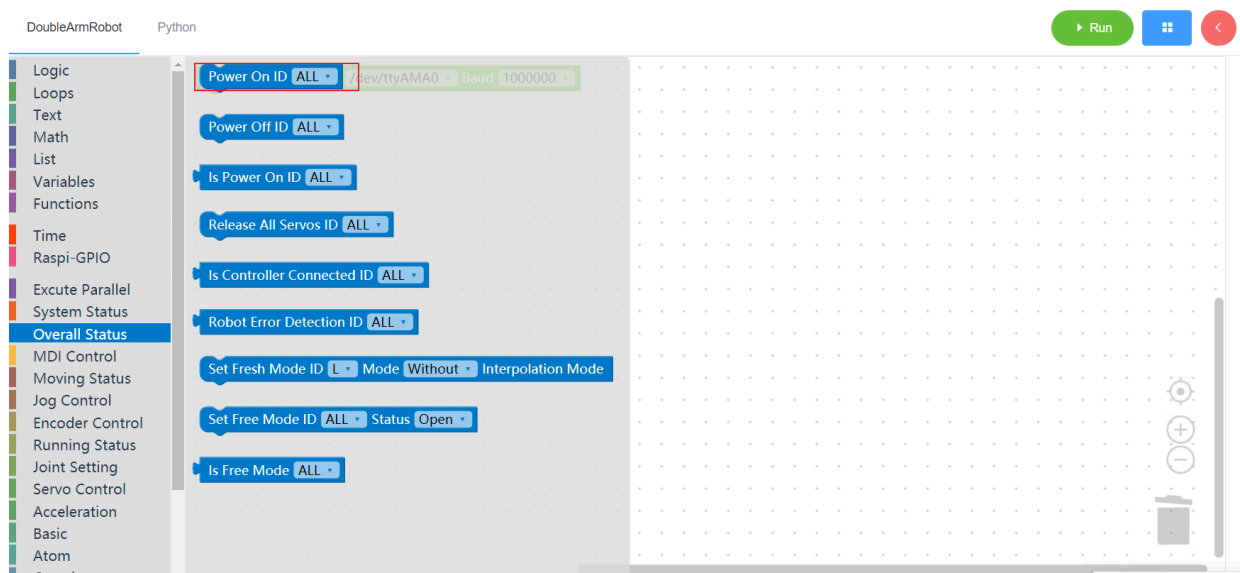 DoubleArmRobot Python Run
Logic
Loops
Text
Math
List
Variables
Functions
Time
Raspi-GPIO
Excute Parallel
System Status
Overall Status
MDI Control
Moving Status
Jog Control
Encoder Control
Running Status
Joint Setting
Servo Control
Acceleration
Basic
Atom
Power On ID ALL /dev/ttyAMA0 Baud 1000000
Power Off ID ALL
Is Power On ID ALL
Release All Servos ID ALL
Is Controller Connected ID ALL
Robot Error Detection ID ALL
Set Fresh Mode ID L Mode Without Interpolation Mode
Set Free Mode ID ALL Status Open
Is Free Mode ALL